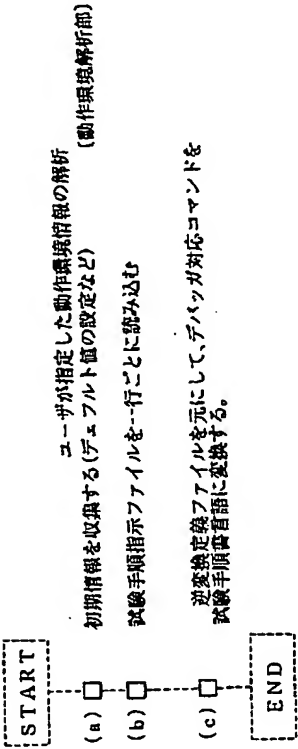 START
ユーザが指定した動作環境情報の解析
(a) 初期情報を収集する(デェフルト値の設定など) 〔動作環境解析部〕
(b) 試験手順指示ファイルを一行ごとに読み込む
(c) 逆変換定義ファイルを元にして、デバッガ対応コマンドを
試験手順書言語に変換する。
END